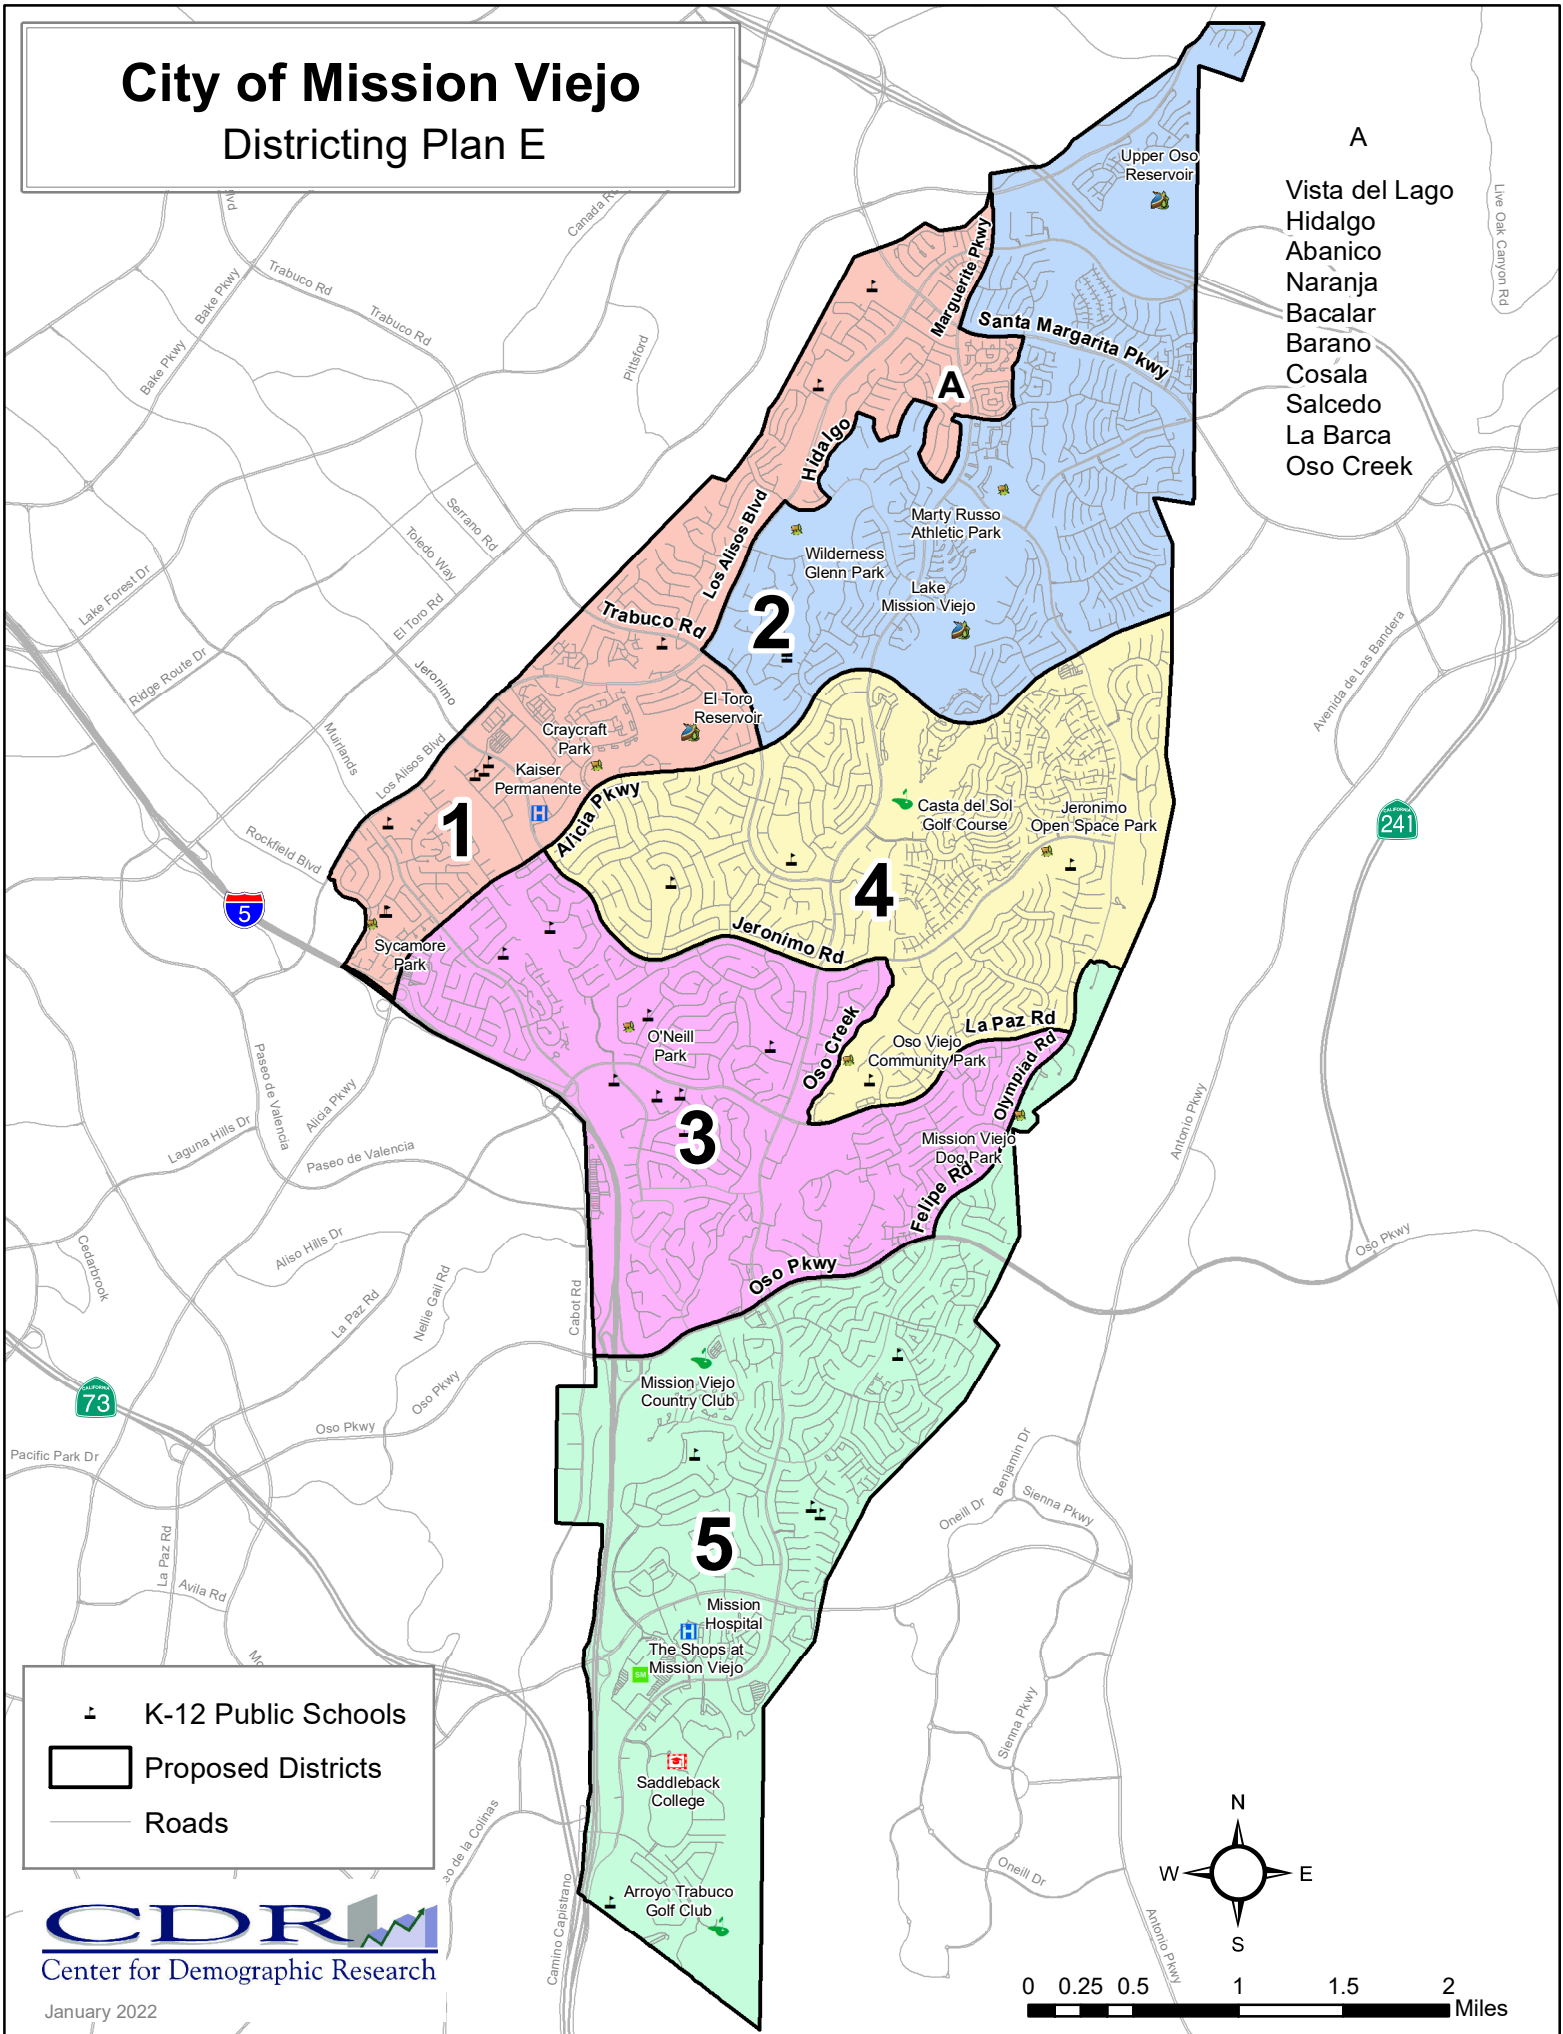 City of Mission Viejo
Districting Plan E
A
Vista del Lago
Hidalgo
Abanico
Naranja
Bacalar
Barano
Cosala
Salcedo
La Barca
Oso Creek
Live Oak Canyon Rd
Upper Oso
Reservoir
Canada Rd
lvd
Trabuco Rd
Trabuco Rd
Bake Pkwy
Bake Pkwy
Pittsford
Marguerite Pkwy
Santa Margarita Pkwy
A
Hidalgo
Los Alisos Blvd
Marty Russo
Athletic Park
Wilderness
Glenn Park
Lake
Mission Viejo
2
Serrano Rd
Toledo Way
El Toro Rd
Lake Forest Dr
Ridge Route Dr
Jeronimo
Muirlands
Los Alisos Blvd
Rockfield Blvd
Trabuco Rd
El Toro
Reservoir
Craycraft
Park
Kaiser
Permanente
H
1
Alicia Pkwy
Avenida de Las Bandera
CALIFORNIA
241
Casta del Sol
Golf Course
Jeronimo
Open Space Park
4
5
Sycamore
Park
Jeronimo Rd
O'Neill
Park
Oso Creek
La Paz Rd
Oso Viejo
Community Park
Olympiad Rd
3
Mission Viejo
Dog Park
Felipe Rd
Oso Pkwy
Antonio Pkwy
Oso Pkwy
Paseo de Valencia
Alicia Pkwy
Laguna Hills Dr
Paseo de Valencia
Aliso Hills Dr
Cedarbrook
La Paz Rd
Nellie Gail Rd
Cabot Rd
CALIFORNIA
73
Oso Pkwy
Oso Pkwy
Pacific Park Dr
Mission Viejo
Country Club
5
Benjamin Dr
Oneill Dr
Sienna Pkwy
La Paz Rd
Avila Rd
Mo
Mission
Hospital
H
The Shops at
Mission Viejo
SM
Saddleback
College
Arroyo Trabuco
Golf Club
Sienna Pkwy
Oneill Dr
Antonio Pkwy
Camino Capistrano
o de la Colinas
K-12 Public Schools
Proposed Districts
Roads
CDR
Center for Demographic Research
January 2022
N
W
E
S
0 0.25 0.5 1 1.5 2
Miles